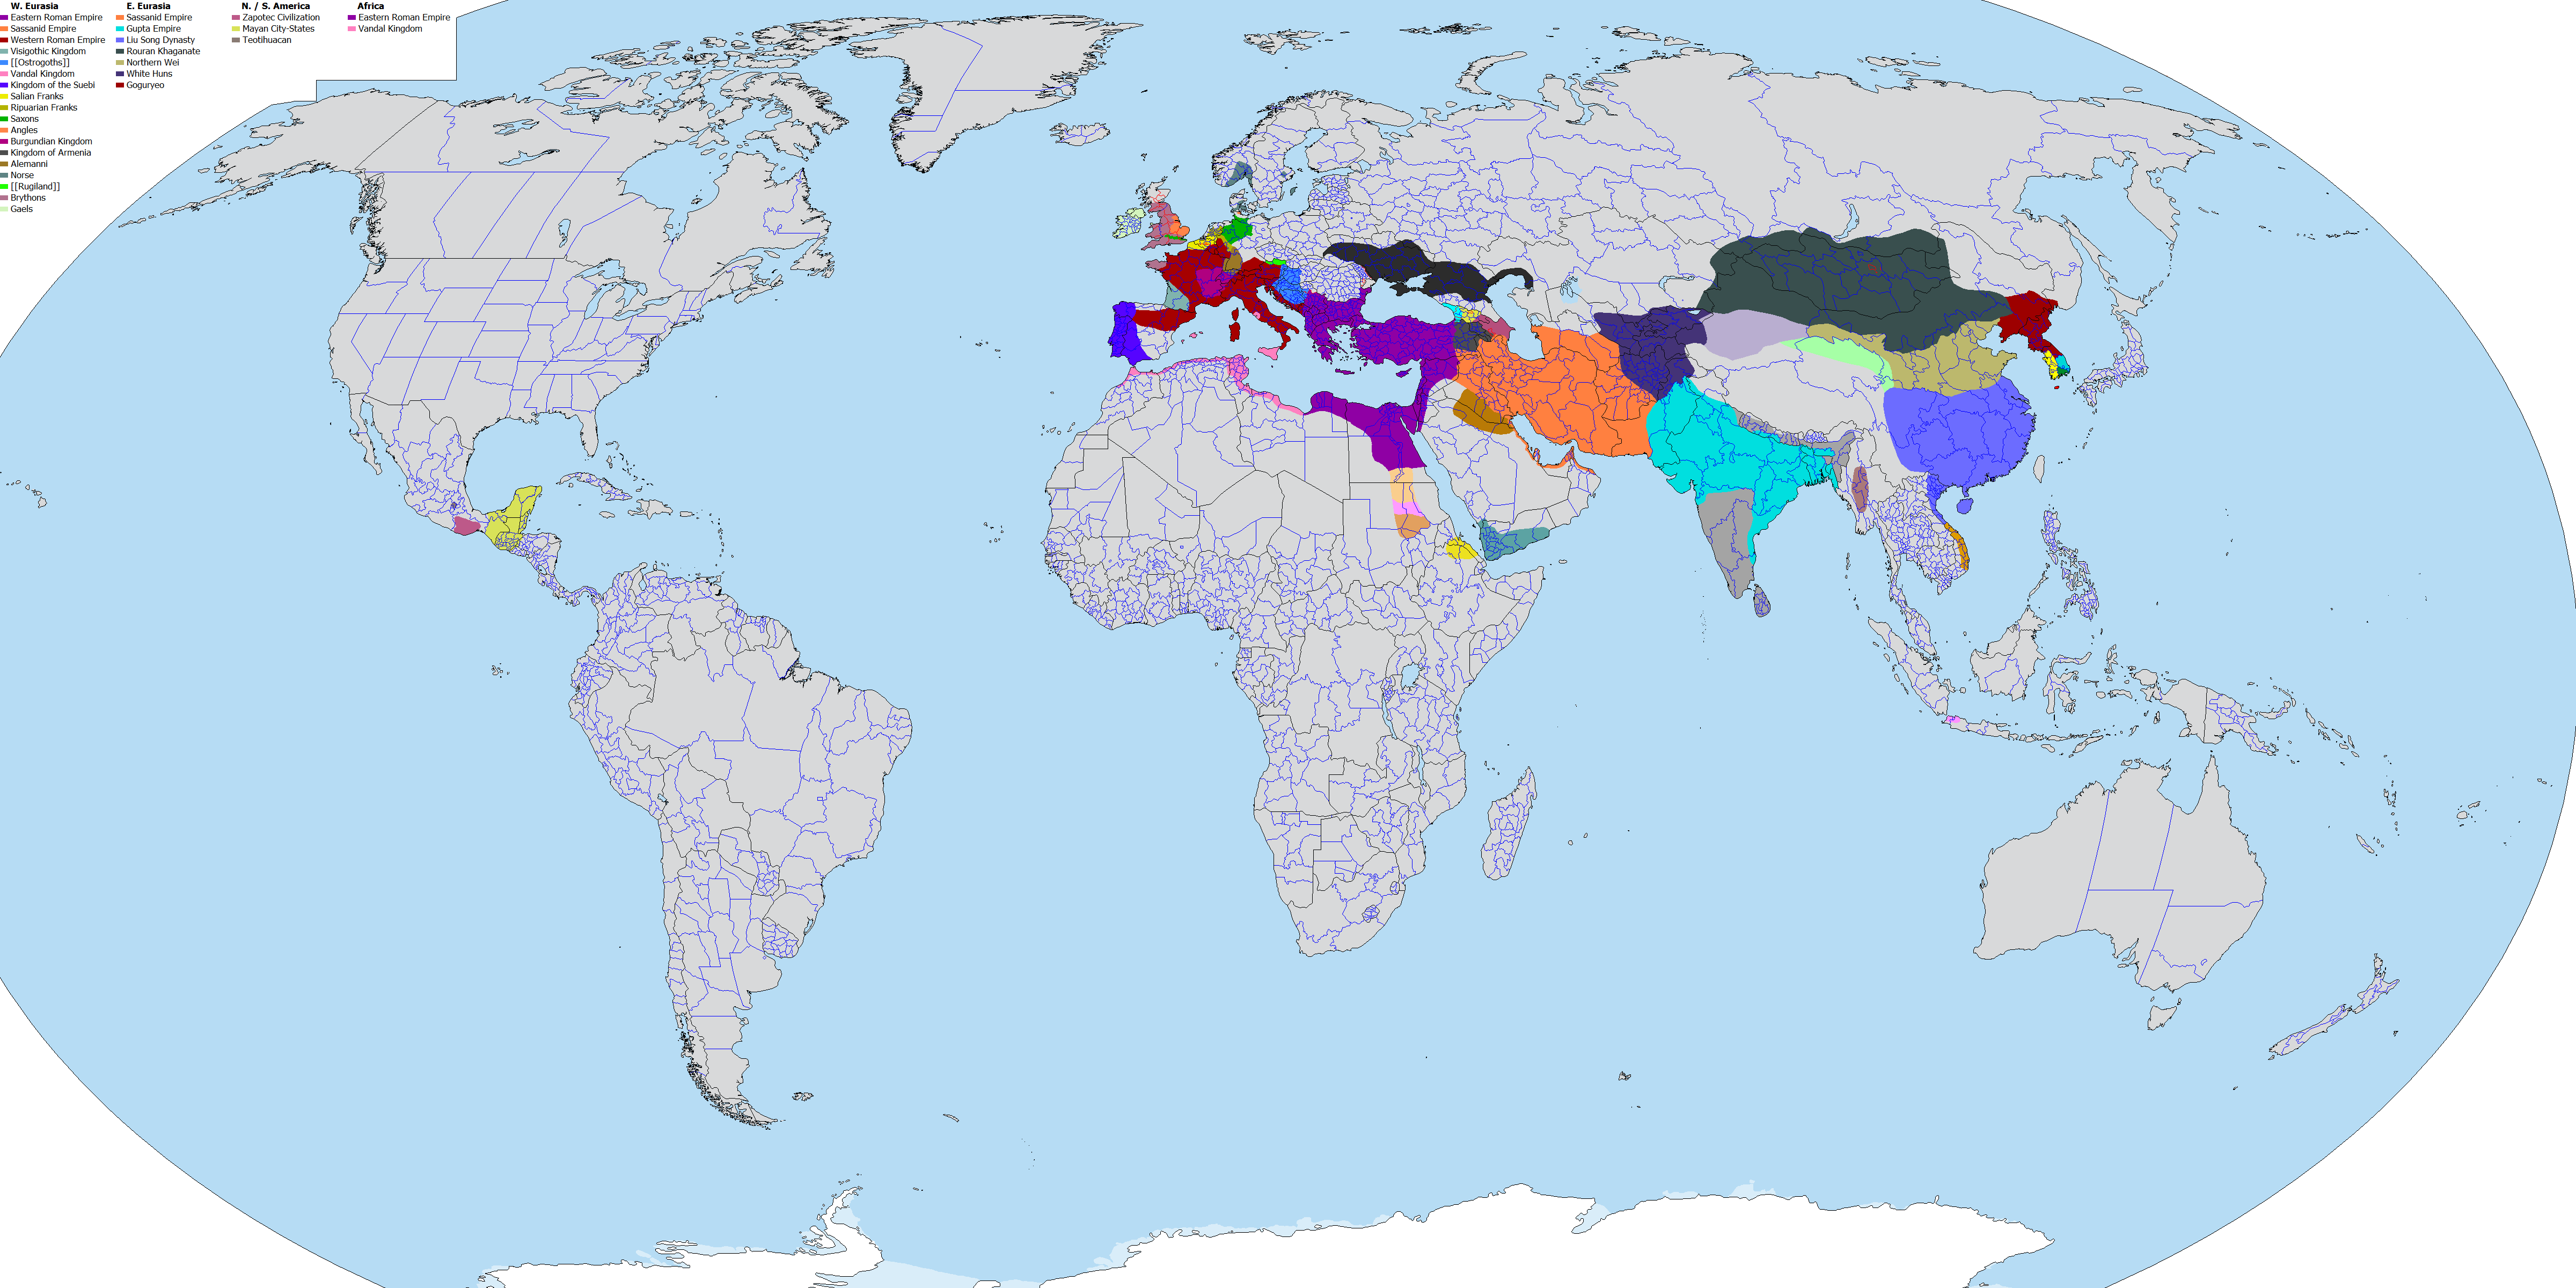 W. Eurasia
Eastern Roman Empire
Sassanid Empire
Western Roman Empire
Visigothic Kingdom
[[Ostrogoths]]
Vandal Kingdom
Kingdom of the Suebi
Salian Franks
Ripuarian Franks
Saxons
Angles
Burgundian Kingdom
Kingdom of Armenia
Alemanni
Norse
[[Rugiland]]
Brythons
Gaels
E. Eurasia
Sassanid Empire
Gupta Empire
Liu Song Dynasty
Rouran Khaganate
Northern Wei
White Huns
Goguryeo
N. / S. America
Zapotec Civilization
Mayan City-States
Teotihuacan
Africa
Eastern Roman Empire
Vandal Kingdom